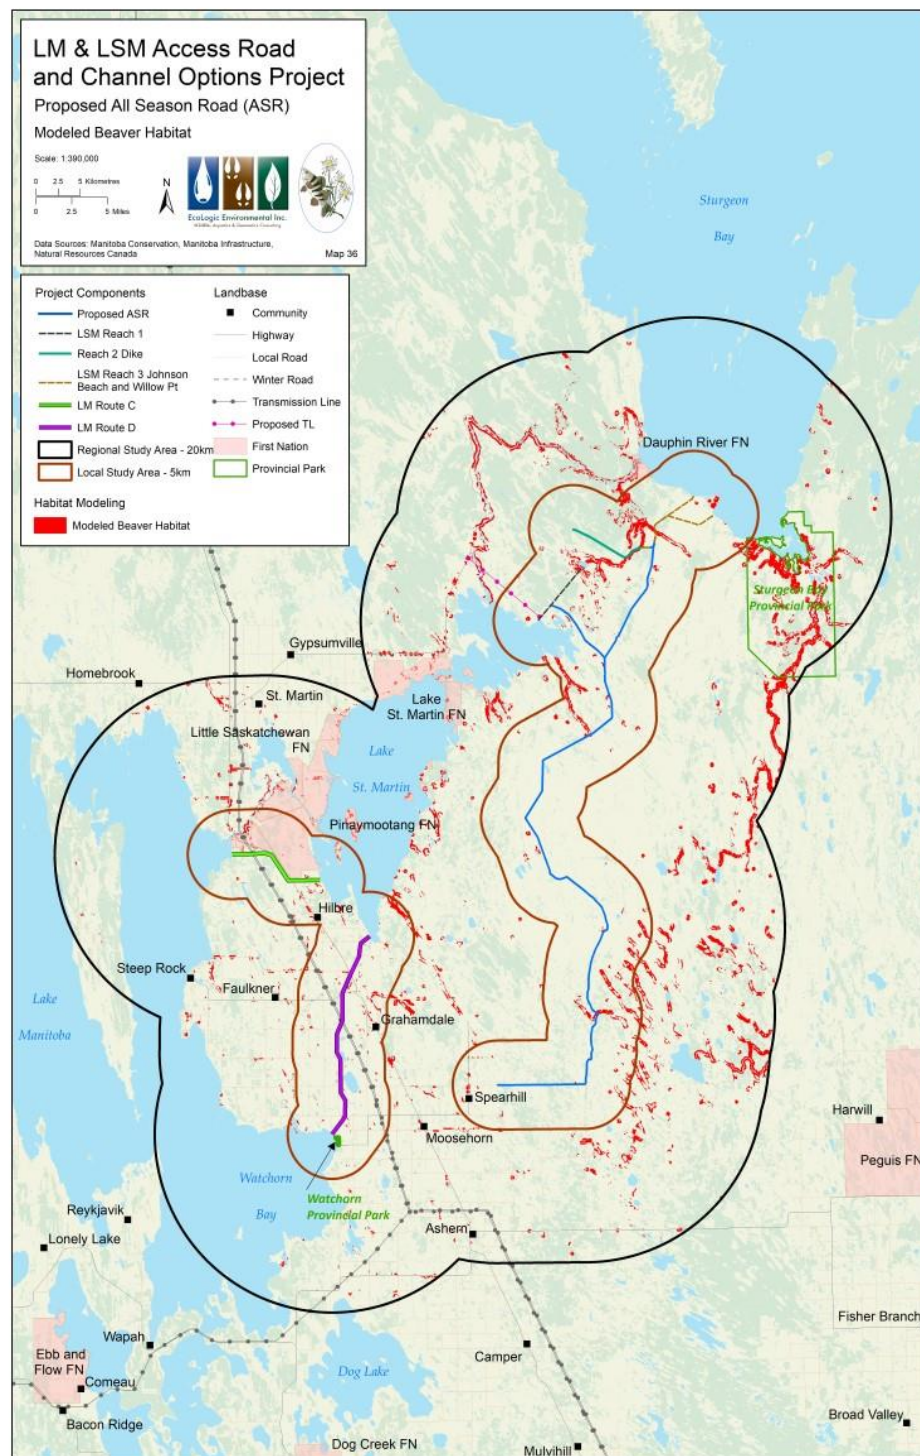 LM & LSM Access Road
and Channel Options Project
Proposed All Season Road (ASR)
Modeled Beaver Habitat
Scale: 1:390,000
0 2.5 5 Kilometres
0 2.5 5 Miles
N
EcoLogic Environmental Inc.
Data Sources: Manitoba Conservation, Manitoba Infrastructure,
Natural Resources Canada
Map 36
Project Components
Proposed ASR
LSM Reach 1
Reach 2 Dike
LSM Reach 3 Johnson
Beach and Willow Pt
LM Route C
LM Route D
Regional Study Area - 20km
Local Study Area - 5km
Habitat Modeling
Modeled Beaver Habitat
Landbase
Community
Highway
Local Road
Winter Road
Transmission Line
Proposed TL
First Nation
Provincial Park
Sturgeon
Bay
Dauphin River FN
Sturgeon Bay
Provincial Park
Gypsumville
Homebrook
St. Martin
Lake
St. Martin FN
Little Saskatchewan
FN
Lake
St. Martin
Pinaymootang FN
Hilbre
Steep Rock
Faulkner
Lake
Manitoba
Grahamdale
Spearhill
Harwill
Moosehorn
Peguis FN
Watchorn
Bay
Watchorn
Provincial Park
Reykjavik
Ashern
Lonely Lake
Fisher Branch
Wapah
Ebb and
Flow FN
Camper
Dog Lake
Comeau
Bacon Ridge
Broad Valley
Dog Creek FN
Mulvihill